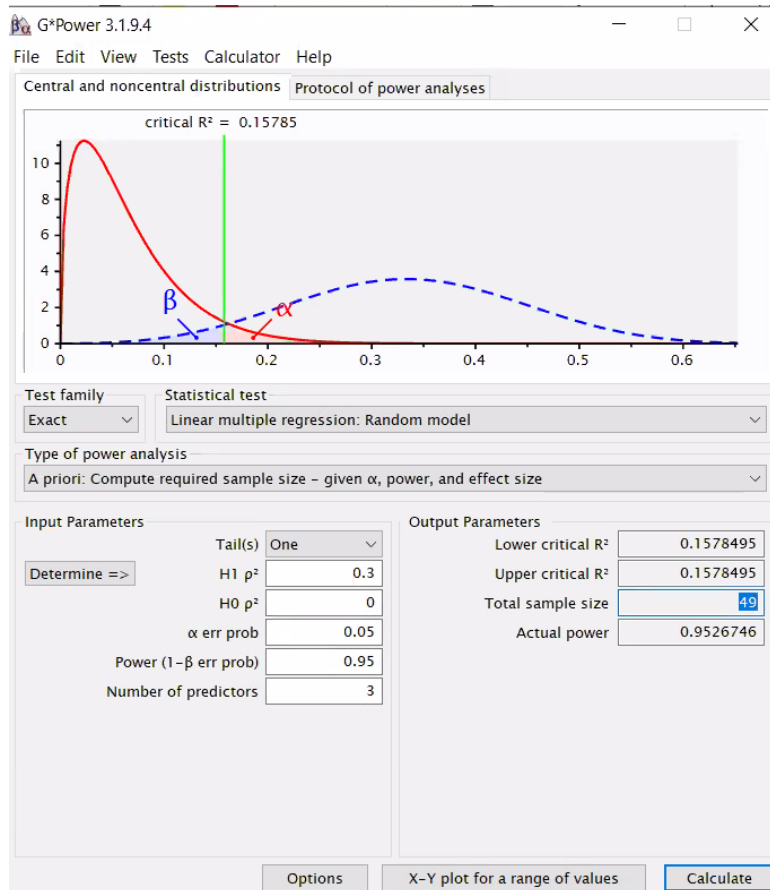 G*Power 3.1.9.4
File Edit View Tests Calculator Help
Central and noncentral distributions Protocol of power analyses
critical R² = 0.15785
10
8
6
4
2
0
β
α
0 0.1 0.2 0.3 0.4 0.5 0.6
Test family Statistical test
Exact Linear multiple regression: Random model
Type of power analysis
A priori: Compute required sample size – given α, power, and effect size
Input Parameters Output Parameters
Tail(s) One Lower critical R² 0.1578495
Determine => H1 ρ² 0.3 Upper critical R² 0.1578495
H0 ρ² 0 Total sample size 49
α err prob 0.05 Actual power 0.9526746
Power (1-β err prob) 0.95
Number of predictors 3
Options X-Y plot for a range of values Calculate